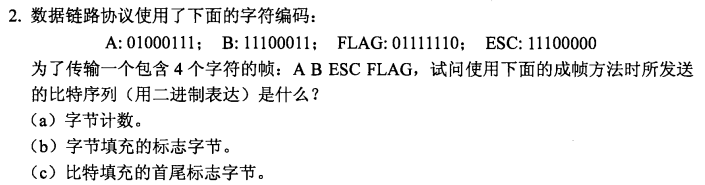 2. 数据链路协议使用了下面的字符编码：
A: 01000111； B: 11100011； FLAG: 01111110； ESC: 11100000
为了传输一个包含 4 个字符的帧：A B ESC FLAG，试问使用下面的成帧方法时所发送
的比特序列（用二进制表达）是什么？
（a）字节计数。
（b）字节填充的标志字节。
（c）比特填充的首尾标志字节。